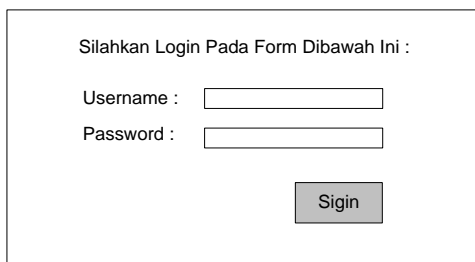 Silahkan Login Pada Form Dibawah Ini :
Username :
Password :
Sigin